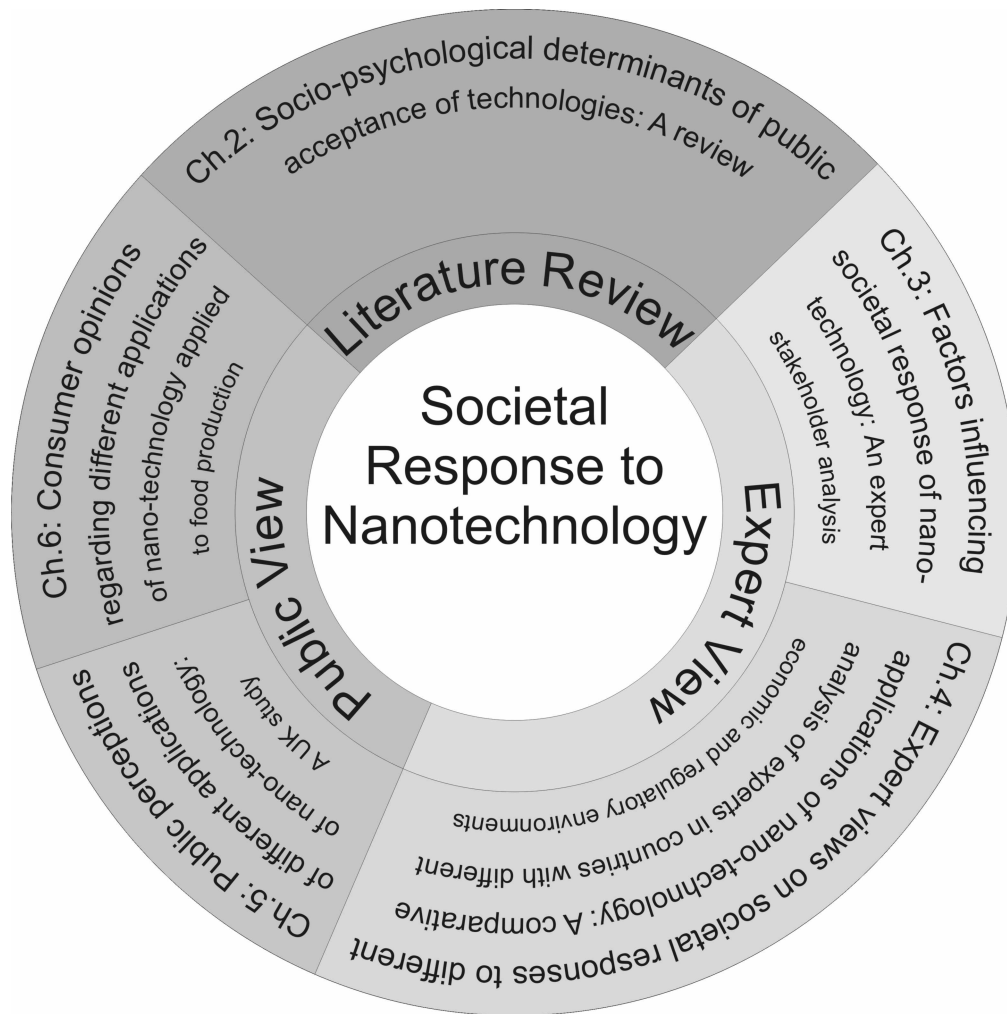 Societal
Response to
Nanotechnology
Literature Review
Ch.2: Socio-psychological determinants of public
acceptance of technologies: A review
Expert View
Ch.3: Factors influencing
societal response of nano-
technology: An expert
stakeholder analysis
Ch.4: Expert views on societal responses to different
applications of nano-technology: A comparative
analysis of experts in countries with different
economic and regulatory environments
Public View
Ch.5: Public perceptions
of different applications
of nano-technology:
A UK study
Ch.6: Consumer opinions
regarding different applications
of nano-technology applied
to food production